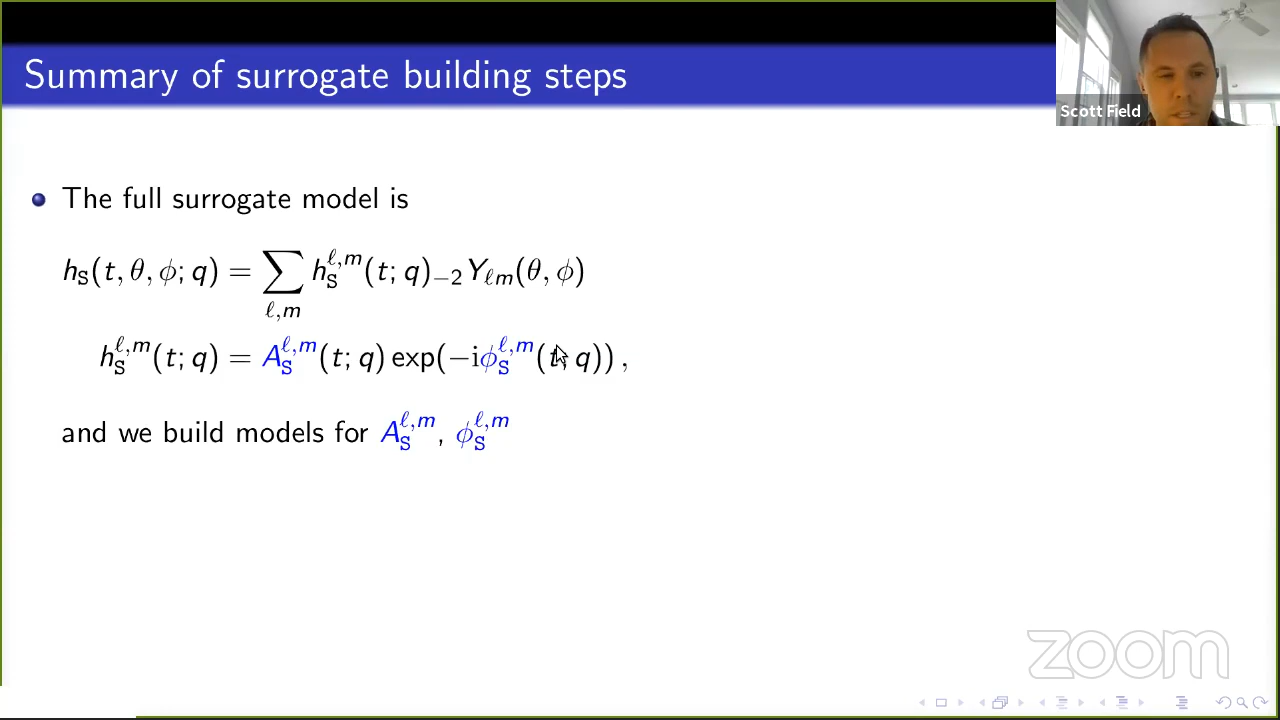 Summary of surrogate building steps
Scott Field
The full surrogate model is
h_S(t, θ, ϕ; q) = ∑_{ℓ,m} h_S^{ℓ,m}(t; q)_{−2}Y_{ℓm}(θ, ϕ)
h_S^{ℓ,m}(t; q) = A_S^{ℓ,m}(t; q) exp(−iϕ_S^{ℓ,m}(t; q)) ,
and we build models for A_S^{ℓ,m}, ϕ_S^{ℓ,m}
zoom